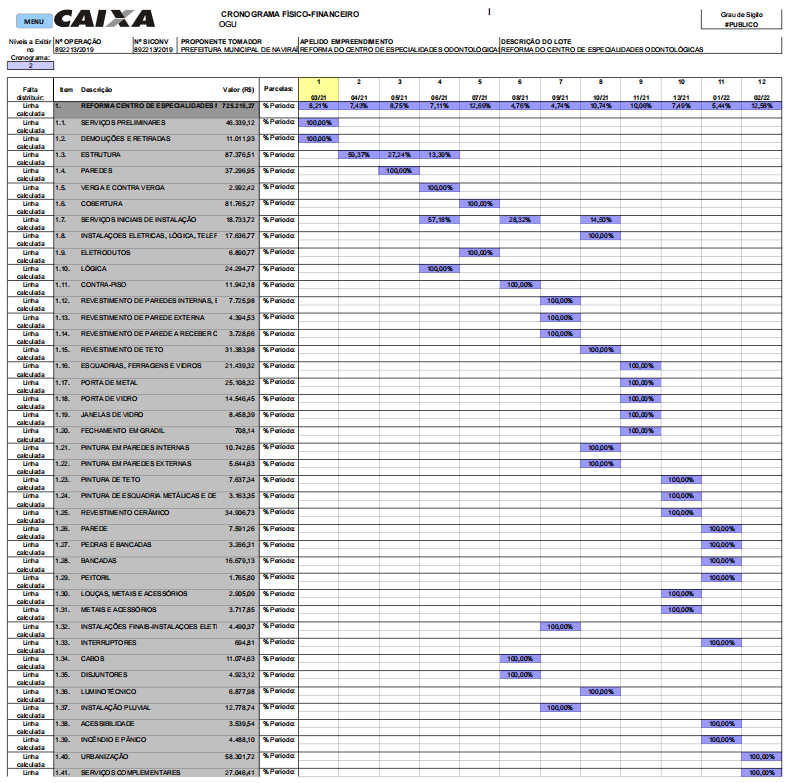 MENU CAIXA
CRONOGRAMA FÍSICO-FINANCEIRO
OGU
Grau de Sigilo
#PUBLICO
Níveis a Exibir no Cronograma:
2
Nº OPERAÇÃO Nº SICONV PROPONENTE TOMADOR APELIDO EMPREENDIMENTO DESCRIÇÃO DO LOTE
892213/2019 892213/2019 PREFEITURA MUNICIPAL DE NAVIRAÍ REFORMA DO CENTRO DE ESPECIALIDADES ODONTOLÓGICAS REFORMA DO CENTRO DE ESPECIALIDADES ODONTOLÓGICAS
Falta distribuir: Item Descrição Valor (R$) Parcelas: 1 2 3 4 5 6 7 8 9 10 11 12
03/21 04/21 05/21 06/21 07/21 08/21 09/21 10/21 11/21 12/21 01/22 02/22
Linha calculada 1. REFORMA CENTRO DE ESPECIALIDADES 725.215,27 % Período: 8,21% 7,43% 8,75% 7,11% 12,69% 4,76% 4,74% 10,74% 10,06% 7,49% 5,44% 12,58%
Linha calculada 1.1. SERVIÇOS PRELIMINARES 46.339,12 % Período: 100,00%
Linha calculada 1.2. DEMOLIÇÕES E RETIRADAS 11.011,93 % Período: 100,00%
Linha calculada 1.3. ESTRUTURA 87.376,51 % Período: 59,37% 27,24% 13,39%
Linha calculada 1.4. PAREDES 37.296,95 % Período: 100,00%
Linha calculada 1.5. VERGA E CONTRA VERGA 2.992,42 % Período: 100,00%
Linha calculada 1.6. COBERTURA 81.765,27 % Período: 100,00%
Linha calculada 1.7. SERVIÇOS INICIAIS DE INSTALAÇÃO 18.733,72 % Período: 57,18% 28,32% 14,50%
Linha calculada 1.8. INSTALAÇÕES ELETRICAS, LÓGICA, TELEF 17.636,77 % Período: 100,00%
Linha calculada 1.9. ELETRODUTOS 6.890,77 % Período: 100,00%
Linha calculada 1.10. LÓGICA 24.294,77 % Período: 100,00%
Linha calculada 1.11. CONTRA-PISO 11.942,18 % Período: 100,00%
Linha calculada 1.12. REVESTIMENTO DE PAREDES INTERNAS, E 7.725,98 % Período: 100,00%
Linha calculada 1.13. REVESTIMENTO DE PAREDE EXTERNA 4.394,53 % Período: 100,00%
Linha calculada 1.14. REVESTIMENTO DE PAREDE A RECEBER C 3.728,66 % Período: 100,00%
Linha calculada 1.15. REVESTIMENTO DE TETO 31.383,98 % Período: 100,00%
Linha calculada 1.16. ESQUADRIAS, FERRAGENS E VIDROS 21.439,32 % Período: 100,00%
Linha calculada 1.17. PORTA DE METAL 25.108,32 % Período: 100,00%
Linha calculada 1.18. PORTA DE VIDRO 14.546,45 % Período: 100,00%
Linha calculada 1.19. JANELAS DE VIDRO 8.458,39 % Período: 100,00%
Linha calculada 1.20. FECHAMENTO EM GRADIL 708,14 % Período: 100,00%
Linha calculada 1.21. PINTURA EM PAREDES INTERNAS 10.742,65 % Período: 100,00%
Linha calculada 1.22. PINTURA EM PAREDES EXTERNAS 5.644,63 % Período: 100,00%
Linha calculada 1.23. PINTURA DE TETO 7.637,34 % Período: 100,00%
Linha calculada 1.24. PINTURA DE ESQUADRIA METÁLICAS E DE 3.163,35 % Período: 100,00%
Linha calculada 1.25. REVESTIMENTO CERÂMICO 34.906,73 % Período: 100,00%
Linha calculada 1.26. PAREDE 7.591,26 % Período: 100,00%
Linha calculada 1.27. PEDRAS E BANCADAS 3.266,31 % Período: 100,00%
Linha calculada 1.28. BANCADAS 16.679,13 % Período: 100,00%
Linha calculada 1.29. PEITORIL 1.765,80 % Período: 100,00%
Linha calculada 1.30. LOUÇAS, METAIS E ACESSÓRIOS 2.925,09 % Período: 100,00%
Linha calculada 1.31. METAIS E ACESSÓRIOS 3.717,85 % Período: 100,00%
Linha calculada 1.32. INSTALAÇÕES FINAIS-INSTALAÇOES ELET 4.490,37 % Período: 100,00%
Linha calculada 1.33. INTERRUPTORES 694,81 % Período: 100,00%
Linha calculada 1.34. CABOS 11.074,63 % Período: 100,00%
Linha calculada 1.35. DISJUNTORES 4.923,12 % Período: 100,00%
Linha calculada 1.36. LUMINOTÉCNICO 6.877,98 % Período: 100,00%
Linha calculada 1.37. INSTALAÇÃO PLUVIAL 12.778,74 % Período: 100,00%
Linha calculada 1.38. ACESSIBILIDADE 3.539,54 % Período: 100,00%
Linha calculada 1.39. INCÊNDIO E PÂNICO 4.488,10 % Período: 100,00%
Linha calculada 1.40. URBANIZAÇÃO 58.301,72 % Período: 100,00%
Linha calculada 1.41. SERVIÇOS COMPLEMENTARES 27.046,41 % Período: 100,00%